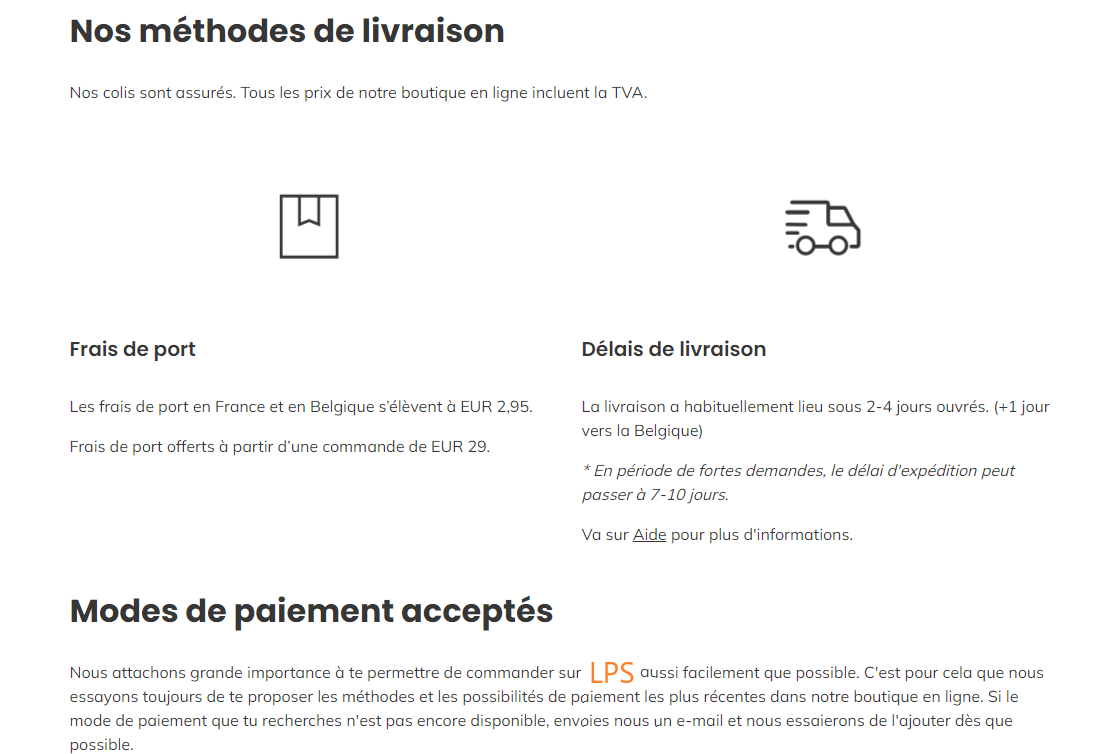 Nos méthodes de livraison
Nos colis sont assurés. Tous les prix de notre boutique en ligne incluent la TVA.
Frais de port
Les frais de port en France et en Belgique s’élèvent à EUR 2,95.
Frais de port offerts à partir d’une commande de EUR 29.
Délais de livraison
La livraison a habituellement lieu sous 2-4 jours ouvrés. (+1 jour
vers la Belgique)
* En période de fortes demandes, le délai d'expédition peut
passer à 7-10 jours.
Va sur Aide pour plus d'informations.
Modes de paiement acceptés
Nous attachons grande importance à te permettre de commander sur LPS aussi facilement que possible. C'est pour cela que nous
essayons toujours de te proposer les méthodes et les possibilités de paiement les plus récentes dans notre boutique en ligne. Si le
mode de paiement que tu recherches n'est pas encore disponible, envoies nous un e-mail et nous essaierons de l'ajouter dès que
possible.